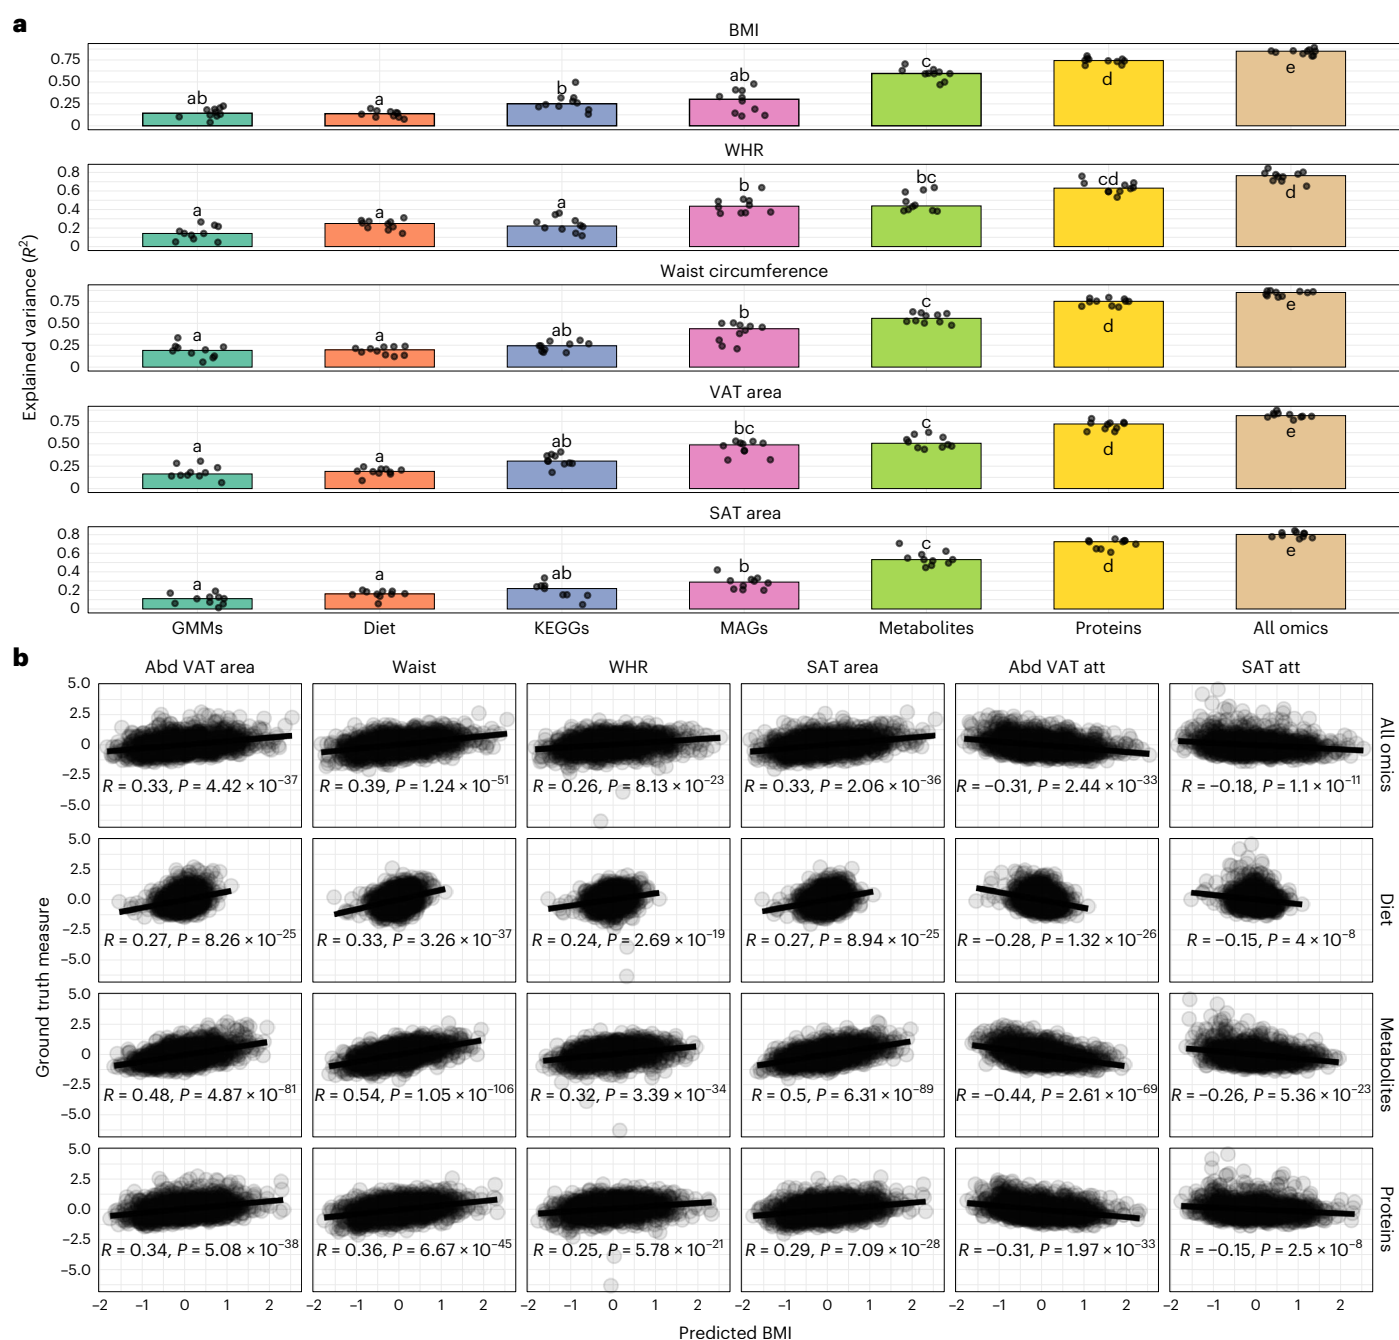 a
BMI
0.75
0.50
0.25
0
ab
a
b
ab
c
d
e
WHR
0.8
0.6
0.4
0.2
0
a
a
a
b
bc
cd
d
Waist circumference
0.75
0.50
0.25
0
a
a
ab
b
c
d
e
VAT area
0.75
0.50
0.25
0
a
a
ab
bc
c
d
e
SAT area
0.8
0.6
0.4
0.2
0
a
a
ab
b
c
d
e
Explained variance (R²)
GMMs Diet KEGGs MAGs Metabolites Proteins All omics
b
Abd VAT area Waist WHR SAT area Abd VAT att SAT att
5.0
2.5
0
−2.5
−5.0
R = 0.33, P = 4.42 × 10⁻³⁷
R = 0.39, P = 1.24 × 10⁻⁵¹
R = 0.26, P = 8.13 × 10⁻²³
R = 0.33, P = 2.06 × 10⁻³⁶
R = −0.31, P = 2.44 × 10⁻³³
R = −0.18, P = 1.1 × 10⁻¹¹
All omics
5.0
2.5
0.0
−2.5
−5.0
R = 0.27, P = 8.26 × 10⁻²⁵
R = 0.33, P = 3.26 × 10⁻³⁷
R = 0.24, P = 2.69 × 10⁻¹⁹
R = 0.27, P = 8.94 × 10⁻²⁵
R = −0.28, P = 1.32 × 10⁻²⁶
R = −0.15, P = 4 × 10⁻⁸
Diet
5.0
2.5
0
−2.5
−5.0
R = 0.48, P = 4.87 × 10⁻⁸¹
R = 0.54, P = 1.05 × 10⁻¹⁰⁶
R = 0.32, P = 3.39 × 10⁻³⁴
R = 0.5, P = 6.31 × 10⁻⁸⁹
R = −0.44, P = 2.61 × 10⁻⁶⁹
R = −0.26, P = 5.36 × 10⁻²³
Metabolites
5.0
2.5
0.0
−2.5
−5.0
R = 0.34, P = 5.08 × 10⁻³⁸
R = 0.36, P = 6.67 × 10⁻⁴⁵
R = 0.25, P = 5.78 × 10⁻²¹
R = 0.29, P = 7.09 × 10⁻²⁸
R = −0.31, P = 1.97 × 10⁻³³
R = −0.15, P = 2.5 × 10⁻⁸
Proteins
Ground truth measure
−2 −1 0 1 2 −2 −1 0 1 2 −2 −1 0 1 2 −2 −1 0 1 2 −2 −1 0 1 2 −2 −1 0 1 2
Predicted BMI